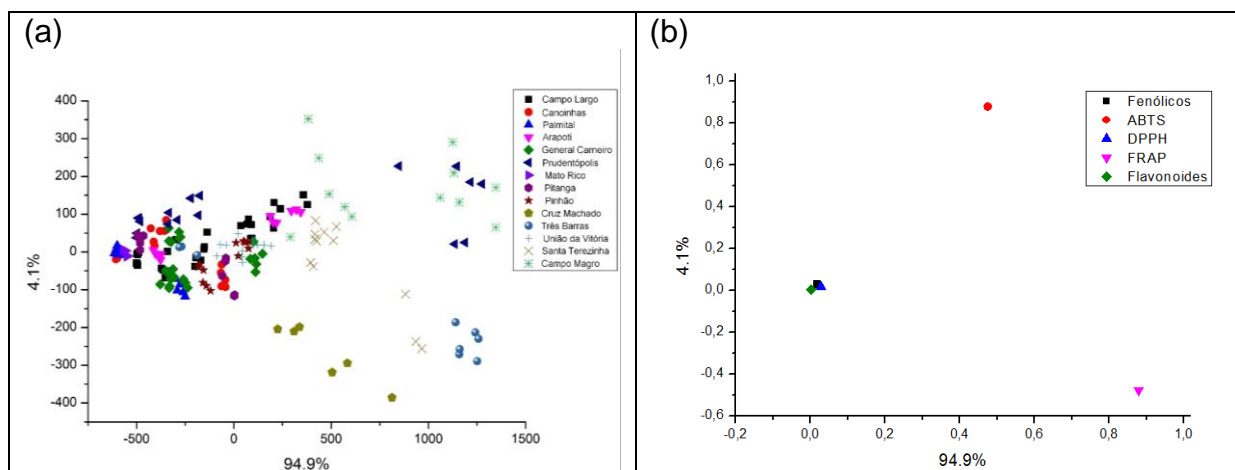 (a)
400
300
200
100
0
-100
-200
-300
-400
4.1%
-500
0
500
1000
1500
94.9%
Campo Largo
Canoinhas
Palmital
Arapoti
General Carneiro
Prudentópolis
Mato Rico
Pitanga
Pinhão
Cruz Machado
Três Barras
União da Vitória
Santa Terezinha
Campo Magro
(b)
1,0
0,8
0,6
0,4
0,2
0,0
-0,2
-0,4
-0,6
4.1%
-0,2
0,0
0,2
0,4
0,6
0,8
1,0
94.9%
Fenólicos
ABTS
DPPH
FRAP
Flavonoides